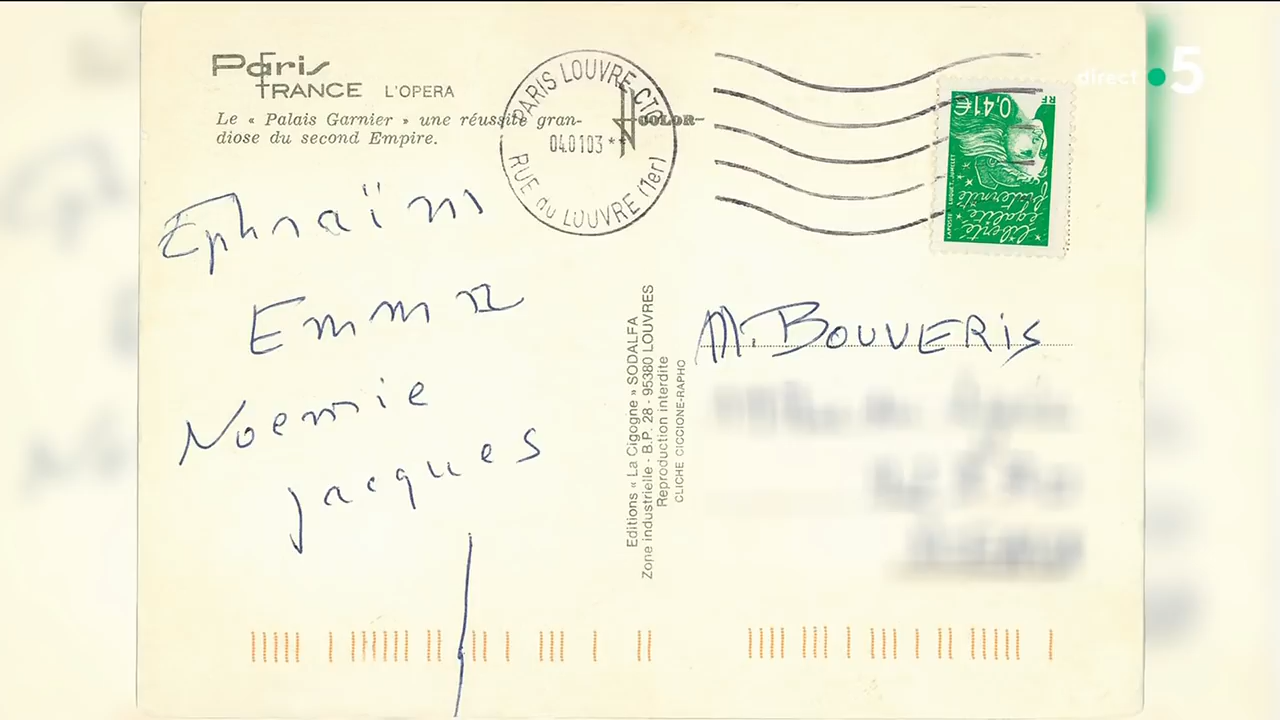 Paris
FRANCE L'OPERA
Le « Palais Garnier » une réussite gran-
diose du second Empire.
COLOR
PARIS LOUVRE CTC
04.01.03 **
RUE du LOUVRE (1er)
0,41€
RF
liberté,
égalité,
fraternité
LAPOSTE
direct 5
Ephraïm
Emma
Noemie
jacques
M. BOUVERIS
Editions « La Cigogne » SODALFA
Zone industrielle - B.P. 28 - 95380 LOUVRES
Reproduction interdite
CLICHE CICCIONE-RAPHO